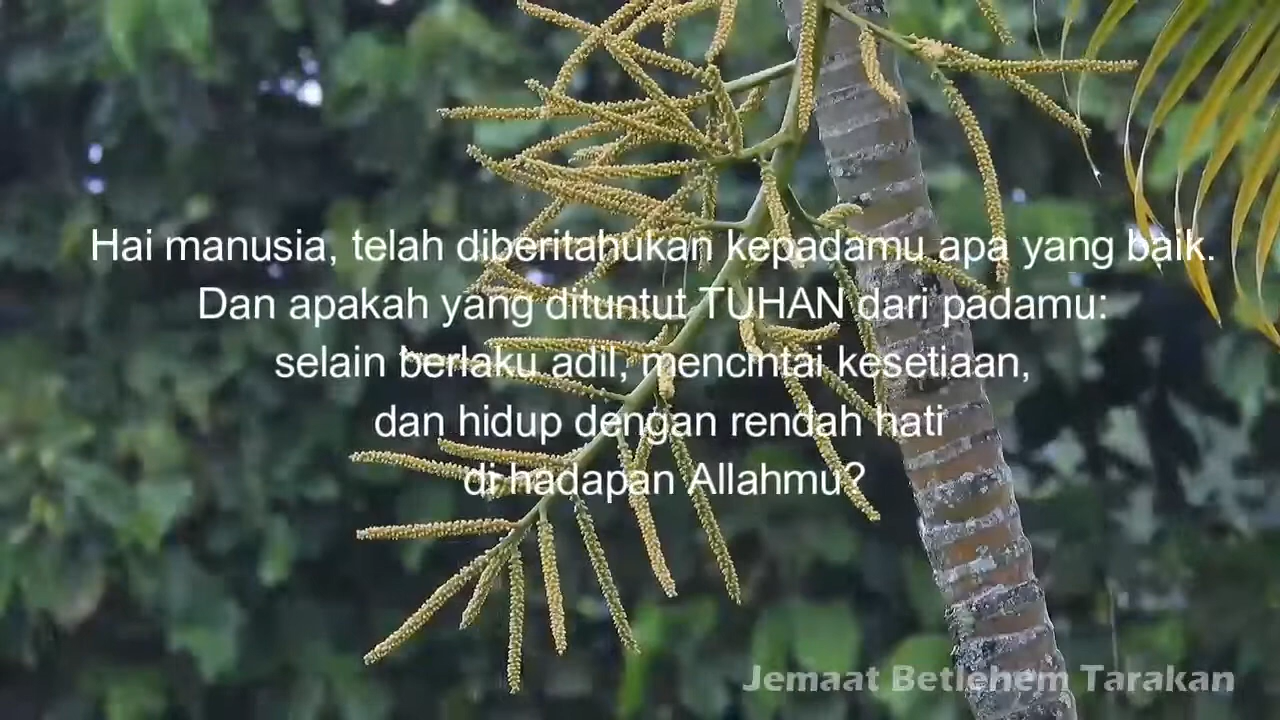 Hai manusia, telah diberitahukan kepadamu apa yang baik.
Dan apakah yang dituntut TUHAN dari padamu:
selain berlaku adil, mencintai kesetiaan,
dan hidup dengan rendah hati
di hadapan Allahmu?
Jemaat Betlehem Tarakan